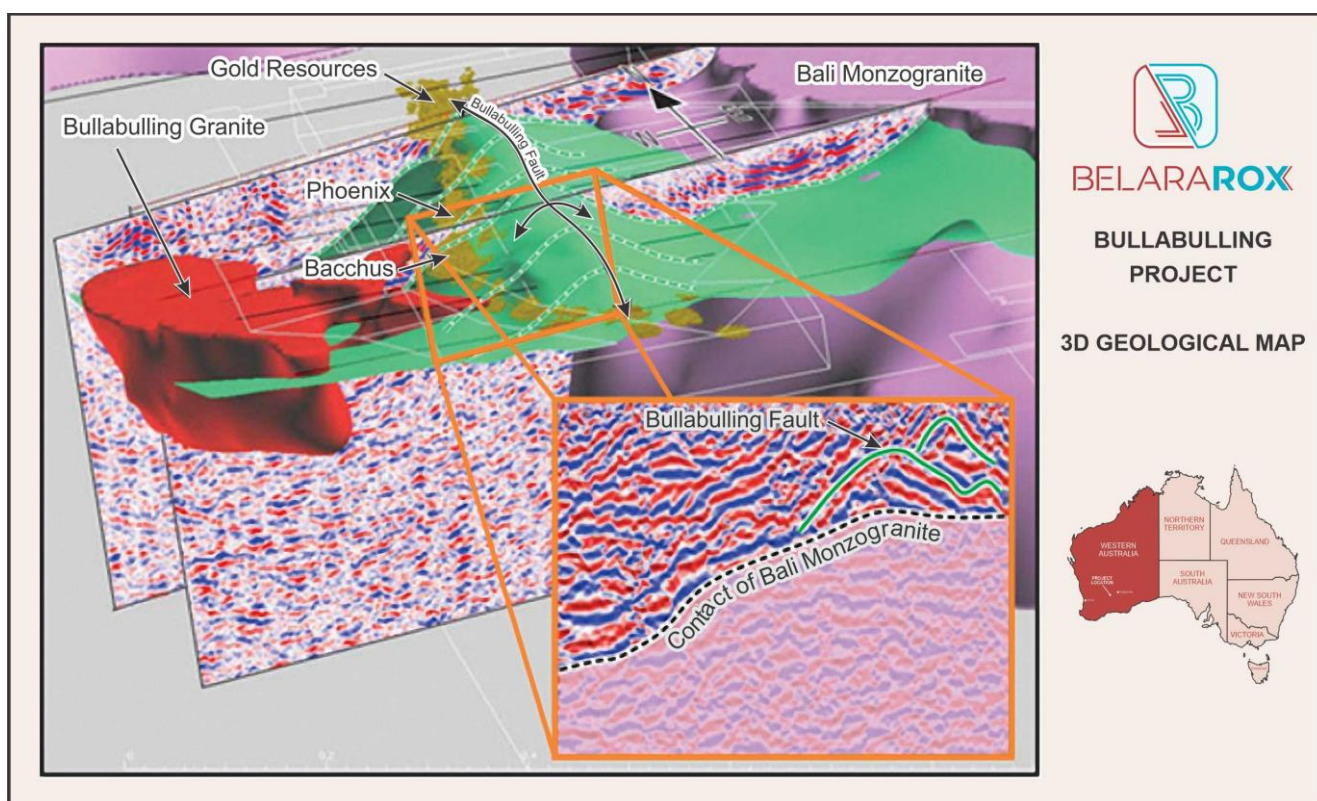 Gold Resources
Bali Monzogranite
Bullabulling Granite
Bullabulling Fault
Phoenix
Bacchus
Bullabulling Fault
Contact of Bali Monzogranite
BELARAROX
BULLABULLING
PROJECT
3D GEOLOGICAL MAP
NORTHERN
TERRITORY
WESTERN
AUSTRALIA
QUEENSLAND
PROJECT
LOCATION
SOUTH
AUSTRALIA
NEW SOUTH
WALES
VICTORIA